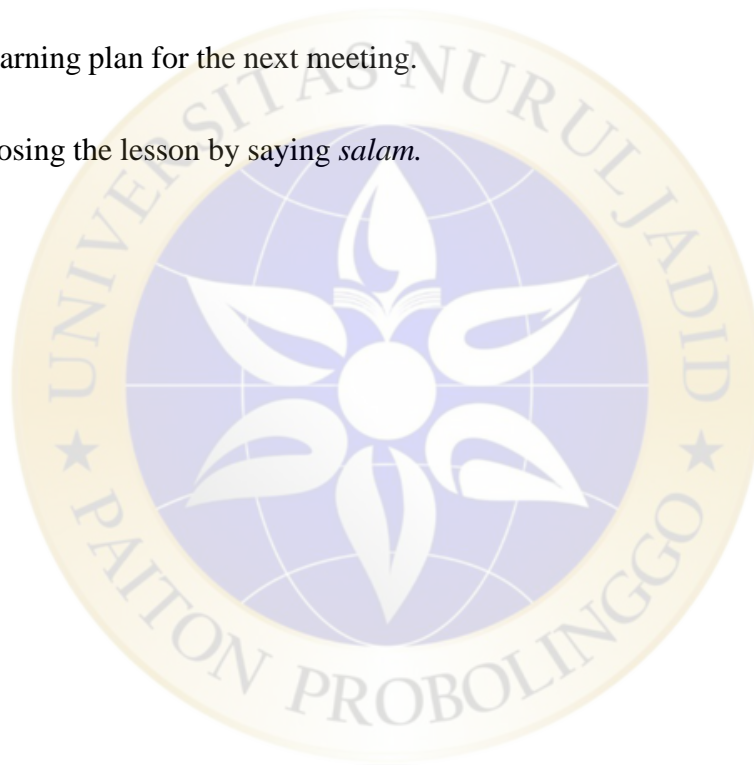 arning plan for the next meeting.
osing the lesson by saying salam.
UNIVERSITAS NURUL JADID
★ PAITON PROBOLINGGO ★